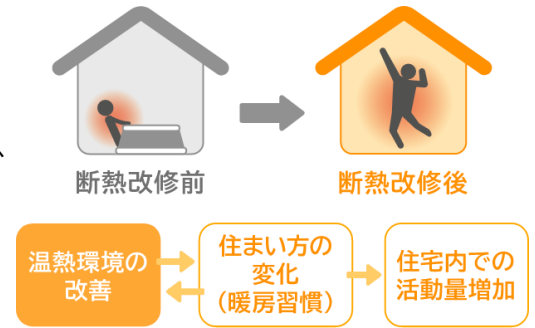 断熱改修前
断熱改修後
温熱環境の
改善
住まい方の
変化
（暖房習慣）
住宅内での
活動量増加